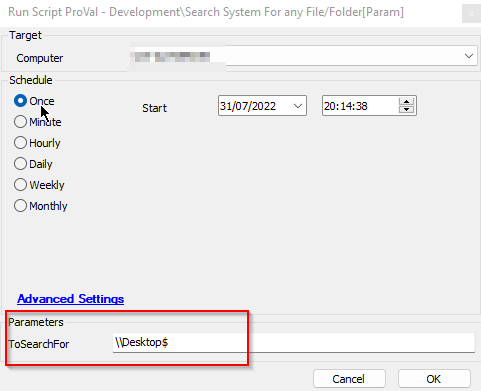 Run Script ProVal - Development\Search System For any File/Folder[Param]
Target
Computer
Schedule
Once Start 31/07/2022 20:14:38
Minute
Hourly
Daily
Weekly
Monthly
Advanced Settings
Parameters
ToSearchFor \\Desktop$
Cancel OK